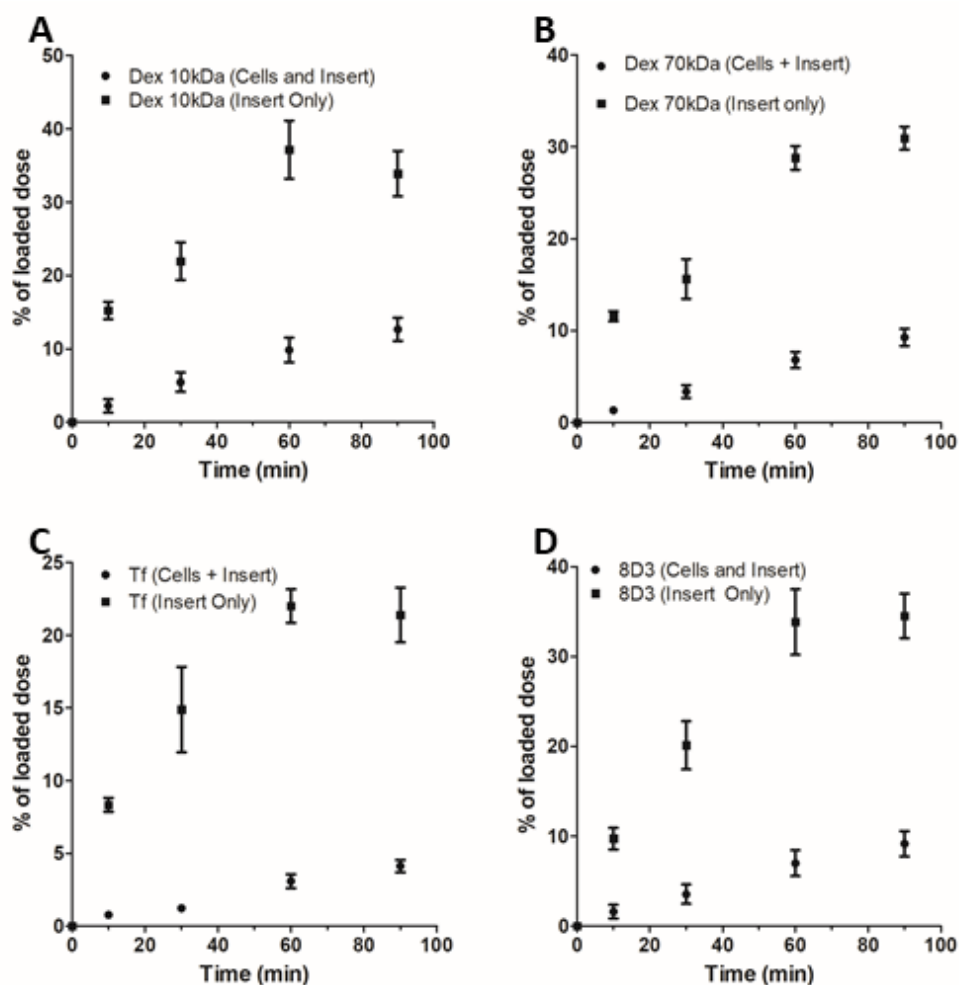 A
50
40
30
20
10
0
% of loaded dose
Dex 10kDa (Cells and Insert)
Dex 10kDa (Insert Only)
0 20 40 60 80 100
Time (min)
B
40
30
20
10
0
% of loaded dose
Dex 70kDa (Cells + Insert)
Dex 70kDa (Insert only)
0 20 40 60 80 100
Time (min)
C
25
20
15
10
5
0
% of loaded dose
Tf (Cells + Insert)
Tf (Insert Only)
0 20 40 60 80 100
Time (min)
D
40
30
20
10
0
% of loaded dose
8D3 (Cells and Insert)
8D3 (Insert Only)
0 20 40 60 80 100
Time (min)